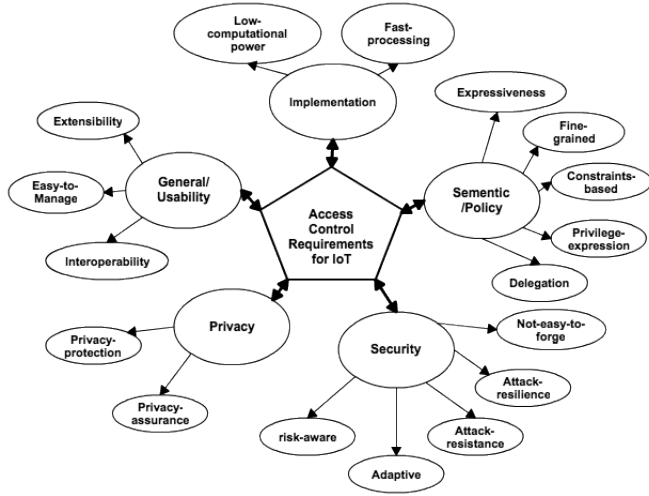 Low-
computational
power
Fast-
processing
Implementation
Expressiveness
Fine-
grained
Constraints-
based
Privilege-
expression
Delegation
Sementic
/Policy
Extensibility
Easy-to-
Manage
Interoperability
General/
Usability
Access
Control
Requirements
for IoT
Privacy
Privacy-
protection
Privacy-
assurance
Security
Not-easy-to-
forge
Attack-
resilience
Attack-
resistance
Adaptive
risk-aware